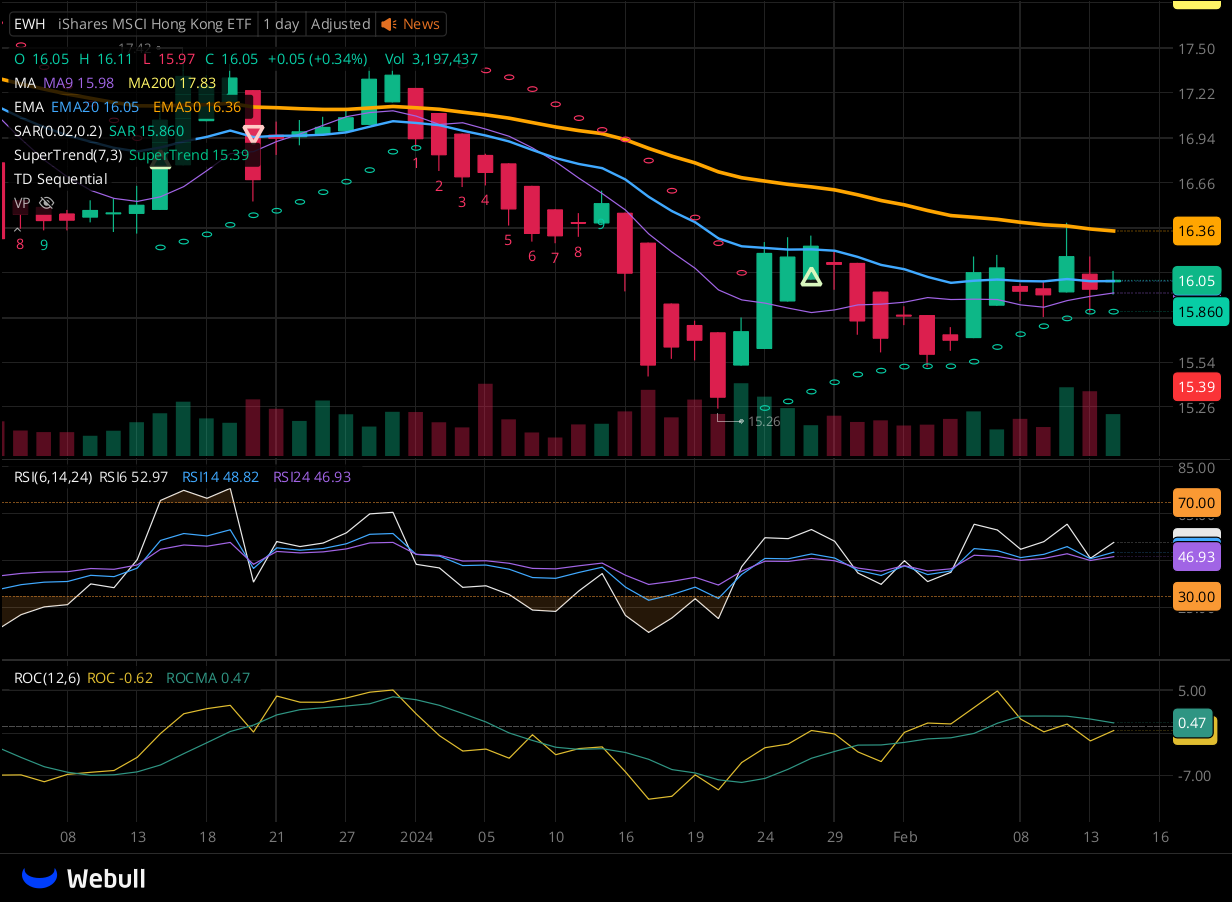 EWH iShares MSCI Hong Kong ETF 1 day Adjusted News
17.50
O 16.05 H 16.11 L 15.97 C 16.05 +0.05 (+0.34%) Vol 3,197,437
MA MA9 15.98 MA200 17.83
17.22
EMA EMA20 16.05 EMA50 16.36
SAR(0.02,0.2) SAR 15.860
16.94
SuperTrend(7,3) SuperTrend 15.39
1
TD Sequential
2
16.66
VP
3 4
9
8 9
5
6 7 8
16.36
16.05
15.860
15.54
15.39
15.26
15.26
85.00
RSI(6,14,24) RSI6 52.97 RSI14 48.82 RSI24 46.93
70.00
46.93
30.00
ROC(12,6) ROC -0.62 ROCMA 0.47
5.00
0.47
-7.00
08 13 18 21 27 2024 05 10 16 19 24 29 Feb 08 13 16
Webull